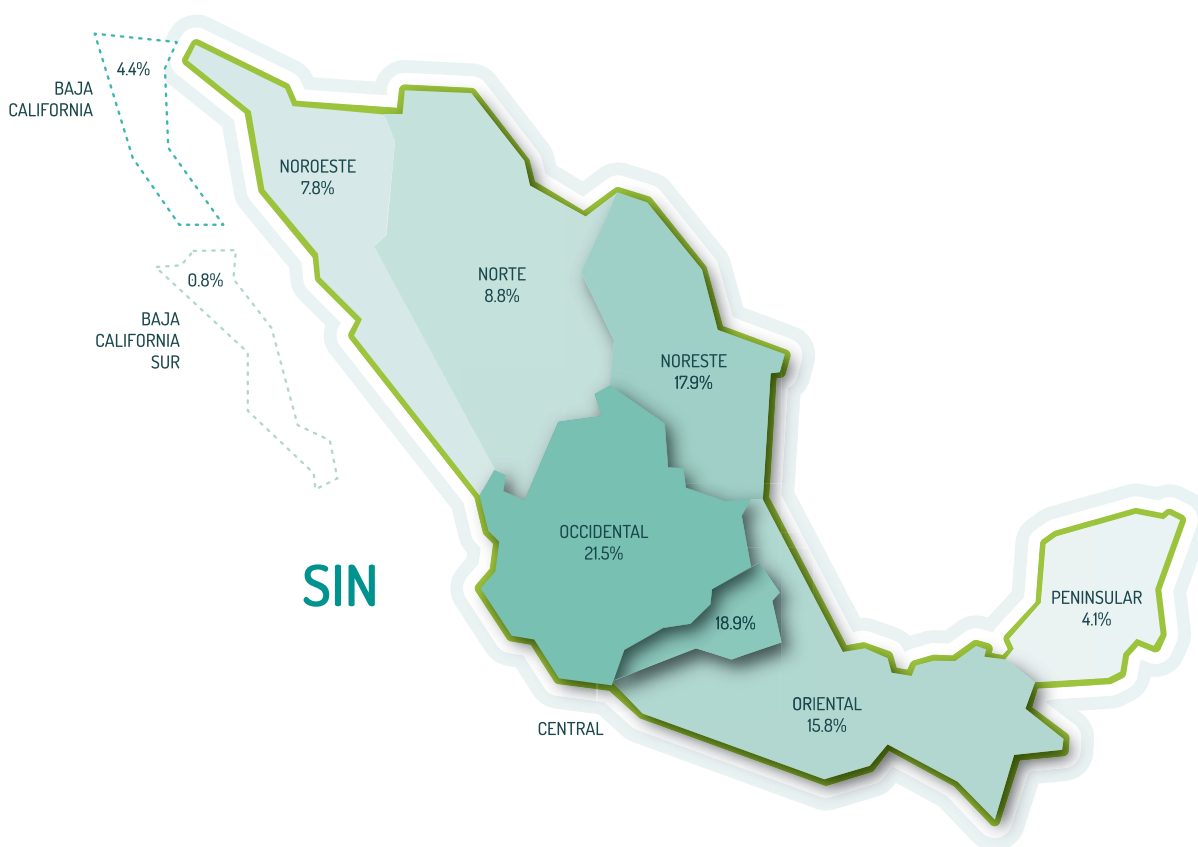 4.4%
BAJA
CALIFORNIA
NOROESTE
7.8%
NORTE
8.8%
0.8%
BAJA
CALIFORNIA
SUR
NORESTE
17.9%
OCCIDENTAL
21.5%
SIN
18.9%
CENTRAL
PENINSULAR
4.1%
ORIENTAL
15.8%